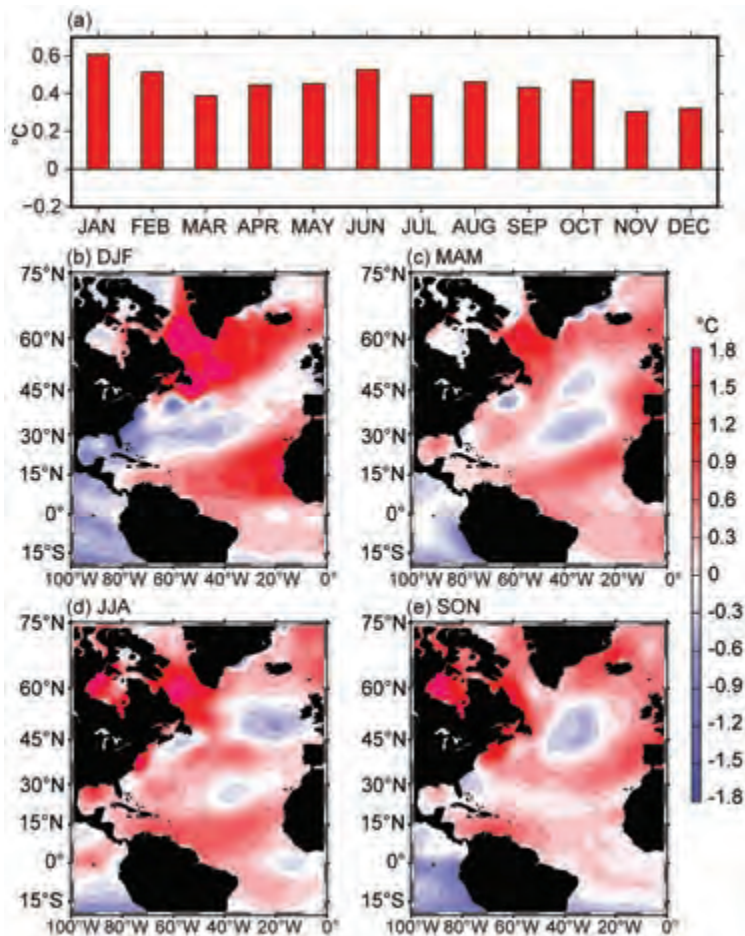 (a)
0.6
0.4
0.2
0
−0.2
°C
JAN FEB MAR APR MAY JUN JUL AUG SEP OCT NOV DEC
(b) DJF
75°N
60°N
45°N
30°N
15°N
0°
15°S
100°W 80°W 60°W 40°W 20°W 0°
(c) MAM
75°N
60°N
45°N
30°N
15°N
0°
15°S
100°W 80°W 60°W 40°W 20°W 0°
°C
1.8
1.5
1.2
0.9
0.6
0.3
0
-0.3
-0.6
-0.9
-1.2
-1.5
-1.8
(d) JJA
75°N
60°N
45°N
30°N
15°N
0°
15°S
100°W 80°W 60°W 40°W 20°W 0°
(e) SON
75°N
60°N
45°N
30°N
15°N
0°
15°S
100°W 80°W 60°W 40°W 20°W 0°